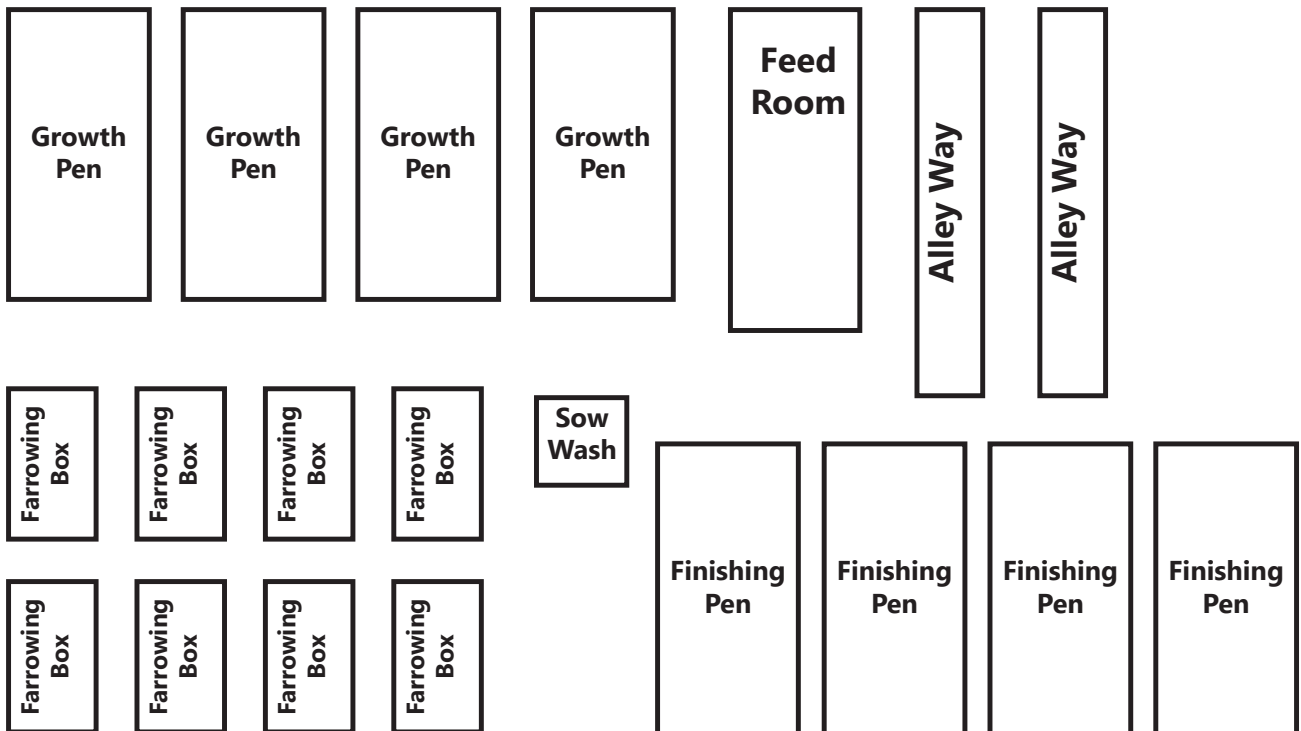 Growth
Pen
Growth
Pen
Growth
Pen
Growth
Pen
Feed
Room
Alley Way
Alley Way
Farrowing
Box
Farrowing
Box
Farrowing
Box
Farrowing
Box
Sow
Wash
Finishing
Pen
Finishing
Pen
Finishing
Pen
Finishing
Pen
Farrowing
Box
Farrowing
Box
Farrowing
Box
Farrowing
Box